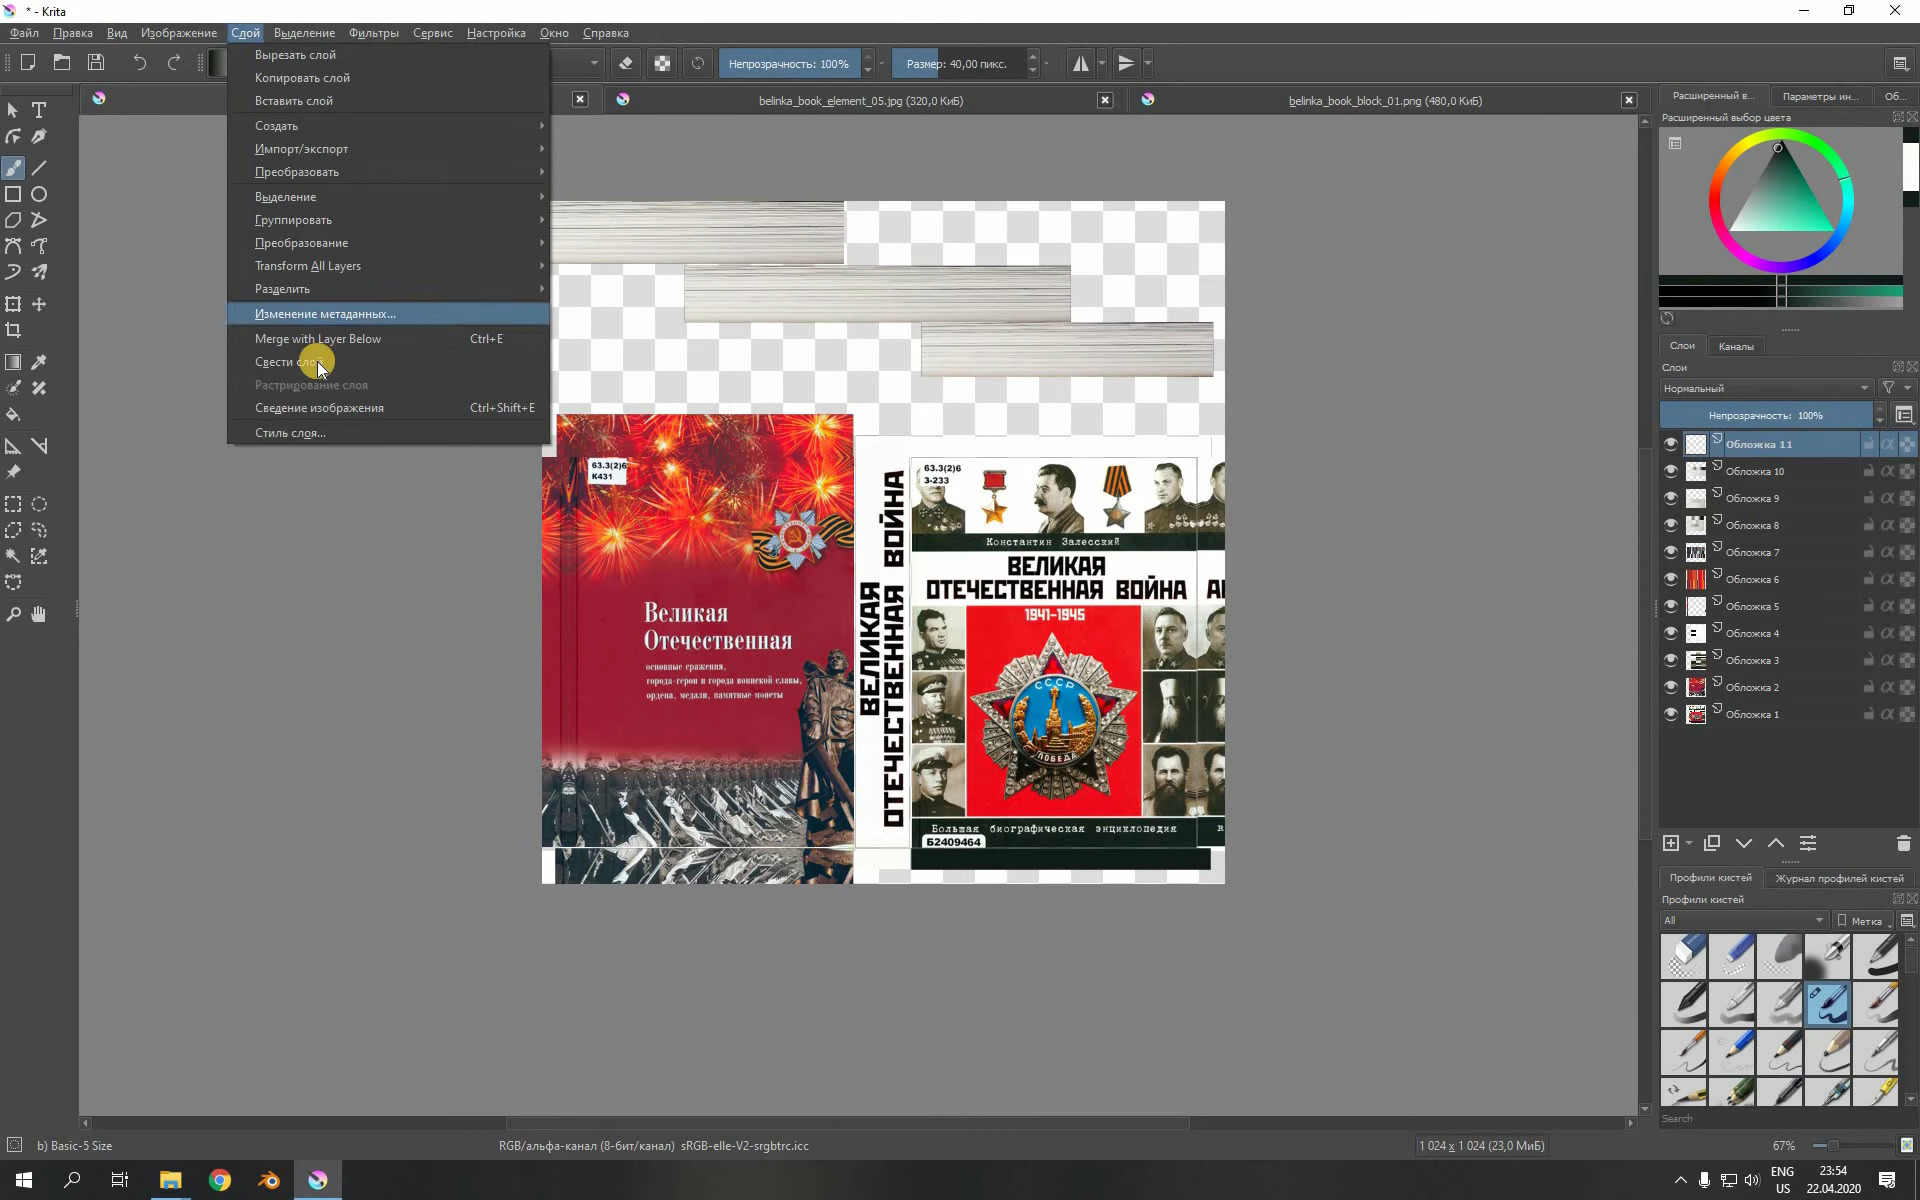 * - Krita
Файл Правка Вид Изображение Слой Выделение Фильтры Сервис Настройка Окно Справка
Непрозрачность: 100%
Размер: 40,00 пикс.
belinka_book_element_05.jpg (320,0 КиБ)
belinka_book_block_01.png (480,0 КиБ)
Вырезать слой
Копировать слой
Вставить слой
Создать
Импорт/экспорт
Преобразовать
Выделение
Группировать
Преобразование
Transform All Layers
Разделить
Изменение метаданных...
Merge with Layer Below Ctrl+E
Свести слой
Растрирование слоя
Сведение изображения Ctrl+Shift+E
Стиль слоя...
63.3(2)6
К431
Великая
Отечественная
основные сражения,
города-герои и города воинской славы,
ордена, медали, памятные монеты
ВЕЛИКАЯ
ОТЕЧЕСТВЕННАЯ ВОЙНА
63.3(2)6
З-233
Константин Залесский
ВЕЛИКАЯ
ОТЕЧЕСТВЕННАЯ ВОЙНА
1941-1945
СССР
ПОБЕДА
Большая биографическая энциклопедия
Б2409464
Расширенный в... Параметры ин... Об...
Расширенный выбор цвета
Слои Каналы
Слои
Нормальный
Непрозрачность: 100%
Обложка 11
Обложка 10
Обложка 9
Обложка 8
Обложка 7
Обложка 6
Обложка 5
Обложка 4
Обложка 3
Обложка 2
Обложка 1
Профили кистей Журнал профилей кистей
Профили кистей
All Метка
Search
b) Basic-5 Size
RGB/альфа-канал (8-бит/канал) sRGB-elle-V2-srgbtrc.icc
1 024 x 1 024 (23,0 МиБ)
67%
ENG
US
23:54
22.04.2020